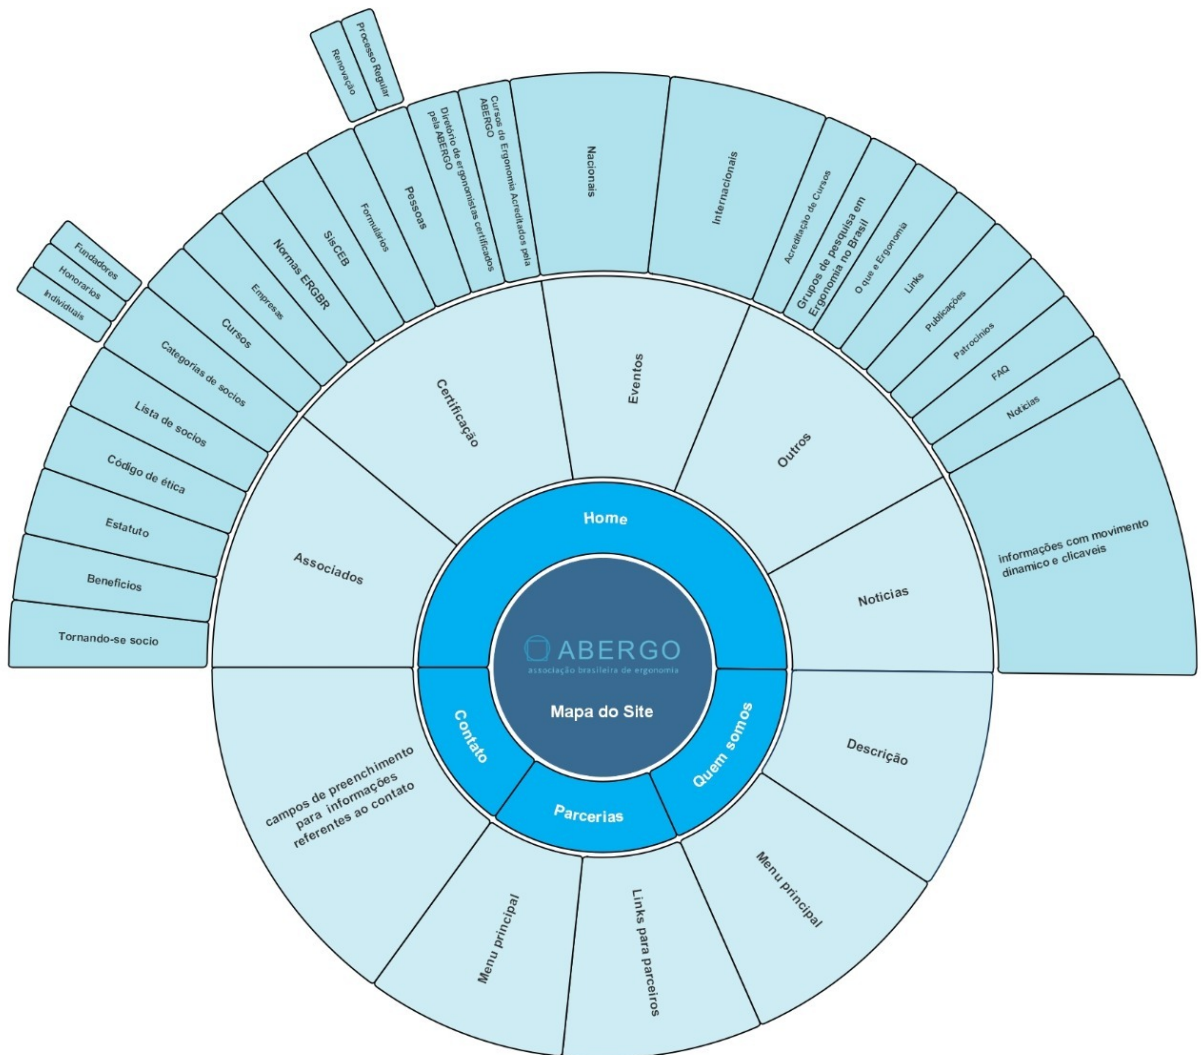 ABERGO
associação brasileira de ergonomia
Mapa do Site
Home
Quem somos
Parcerias
Contato
Associados
Certificação
Eventos
Outros
Noticias
Descrição
Menu principal
Links para parceiros
Menu principal
campos de preenchimento
para informações
referentes ao contato
Tornando-se socio
Beneficios
Estatuto
Código de ética
Lista de socios
Categorias de socios
Individuais
Honorarios
Fundadores
Cursos
Empresas
Normas ERGBR
SisCEB
Formulários
Pessoas
Renovação
Processo Regular
Diretório de ergonomistas certificados
pela ABERGO
Cursos de Ergonomia Acreditados pela
ABERGO
Nacionais
Internacionais
Acreditação de Cursos
Grupos de pesquisa em
Ergonomia no Brasil
O que e Ergonomia
Links
Publicações
Patrocínios
FAQ
Noticias
informações com movimento
dinamico e clicaveis